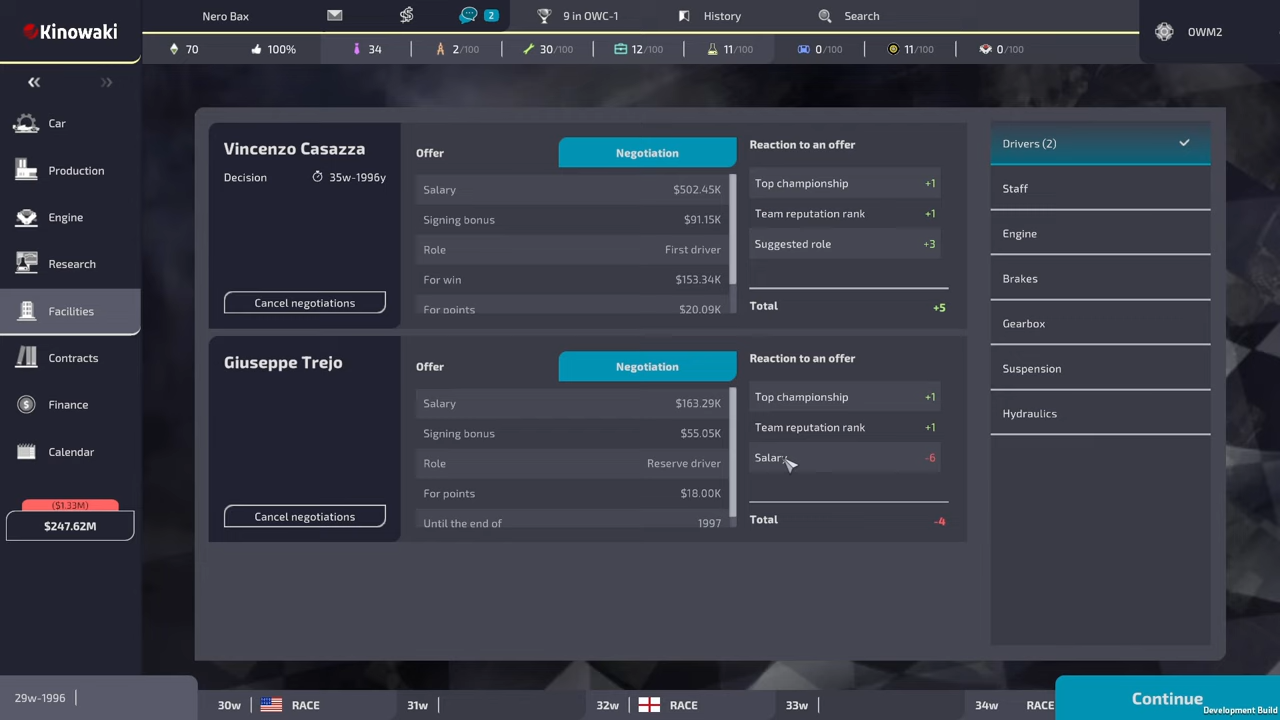 Kinowaki
Nero Bax
2
9 in OWC-1
History
Search
OWM2
70
100%
34
2/100
30/100
12/100
11/100
0/100
11/100
0/100
Car
Production
Engine
Research
Facilities
Contracts
Finance
Calendar
($1.33M)
$247.62M
Vincenzo Casazza
Decision 35w-1996y
Cancel negotiations
Offer Negotiation
Salary $502.45K
Signing bonus $91.15K
Role First driver
For win $153.34K
For points $20.09K
Reaction to an offer
Top championship +1
Team reputation rank +1
Suggested role +3
Total +5
Giuseppe Trejo
Cancel negotiations
Offer Negotiation
Salary $163.29K
Signing bonus $55.05K
Role Reserve driver
For points $18.00K
Until the end of 1997
Reaction to an offer
Top championship +1
Team reputation rank +1
Salary -6
Total -4
Drivers (2)
Staff
Engine
Brakes
Gearbox
Suspension
Hydraulics
29w-1996
30w RACE
31w
32w RACE
33w
34w RACE
Continue
Development Build